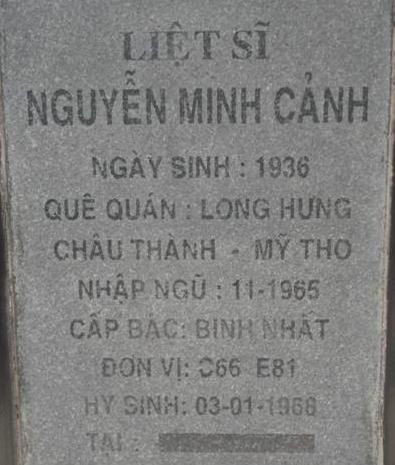 LIỆT SĨ
NGUYỄN MINH CẢNH
NGÀY SINH : 1936
QUÊ QUÁN : LONG HƯNG
CHÂU THÀNH - MỸ THO
NHẬP NGŨ : 11-1965
CẤP BẬC: BINH NHẤT
ĐƠN VỊ: C66 E81
HY SINH: 03-01-1968
TẠI :